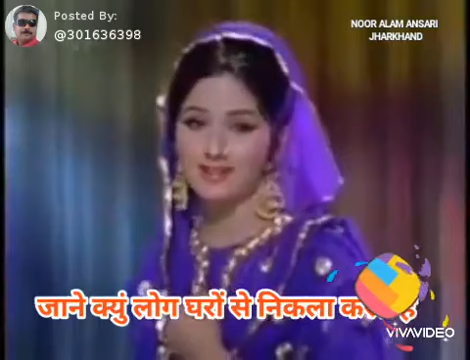 Posted By:
@301636398
NOOR ALAM ANSARI
JHARKHAND
जाने क्युं लोग घरों से निकला
VIVAVIDEO